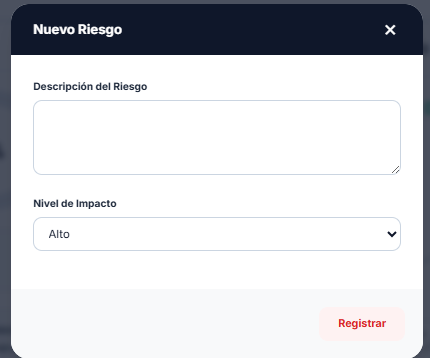 Nuevo Riesgo
Descripción del Riesgo
Nivel de Impacto
Alto
Registrar